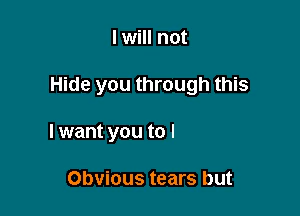 I will not
Hide you through this
I want you to l
Obvious tears but